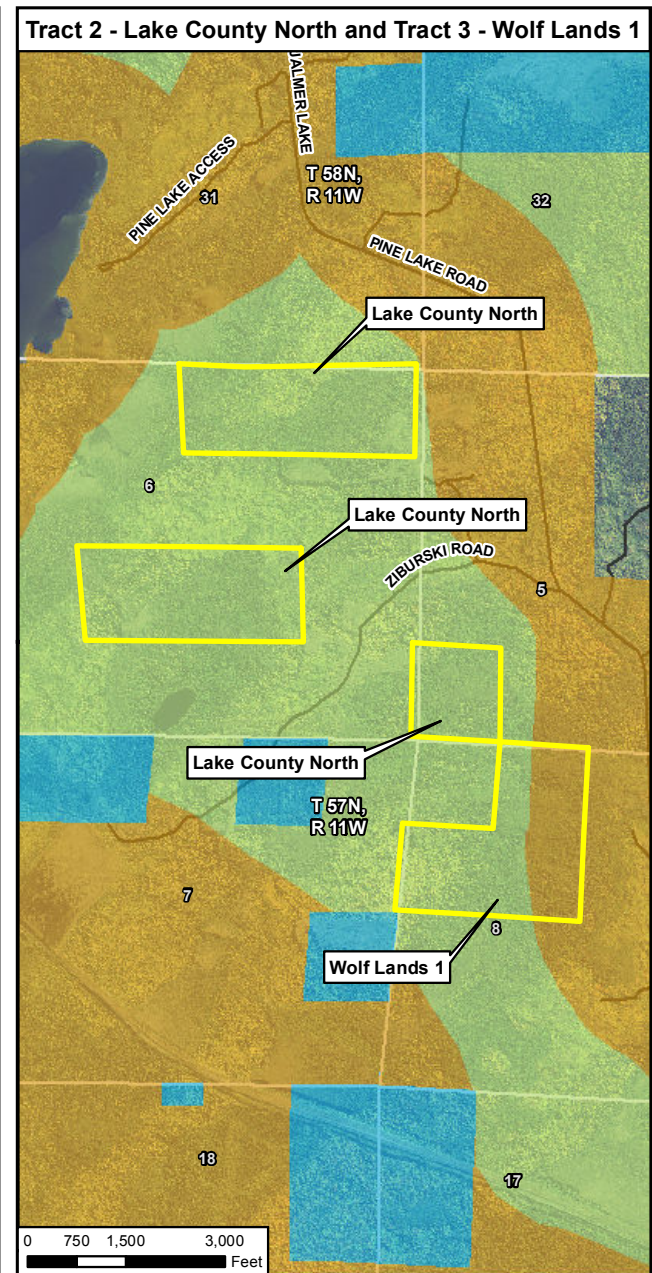 Tract 2 - Lake County North and Tract 3 - Wolf Lands 1
PINE LAKE ACCESS
31
T 58N,
R 11W
32
PINE LAKE ROAD
Lake County North
6
Lake County North
ZIBURSKI ROAD
5
Lake County North
T 57N,
R 11W
7
8
Wolf Lands 1
18
17
0 750 1,500 3,000
Feet